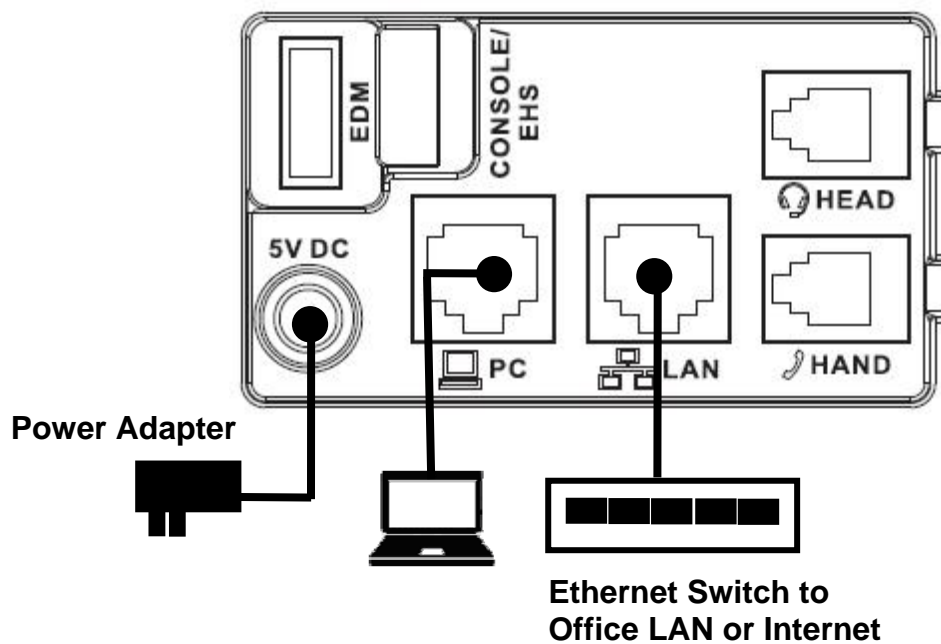 EDM
CONSOLE/
EHS
HEAD
5V DC
PC
LAN
HAND
Power Adapter
Ethernet Switch to
Office LAN or Internet